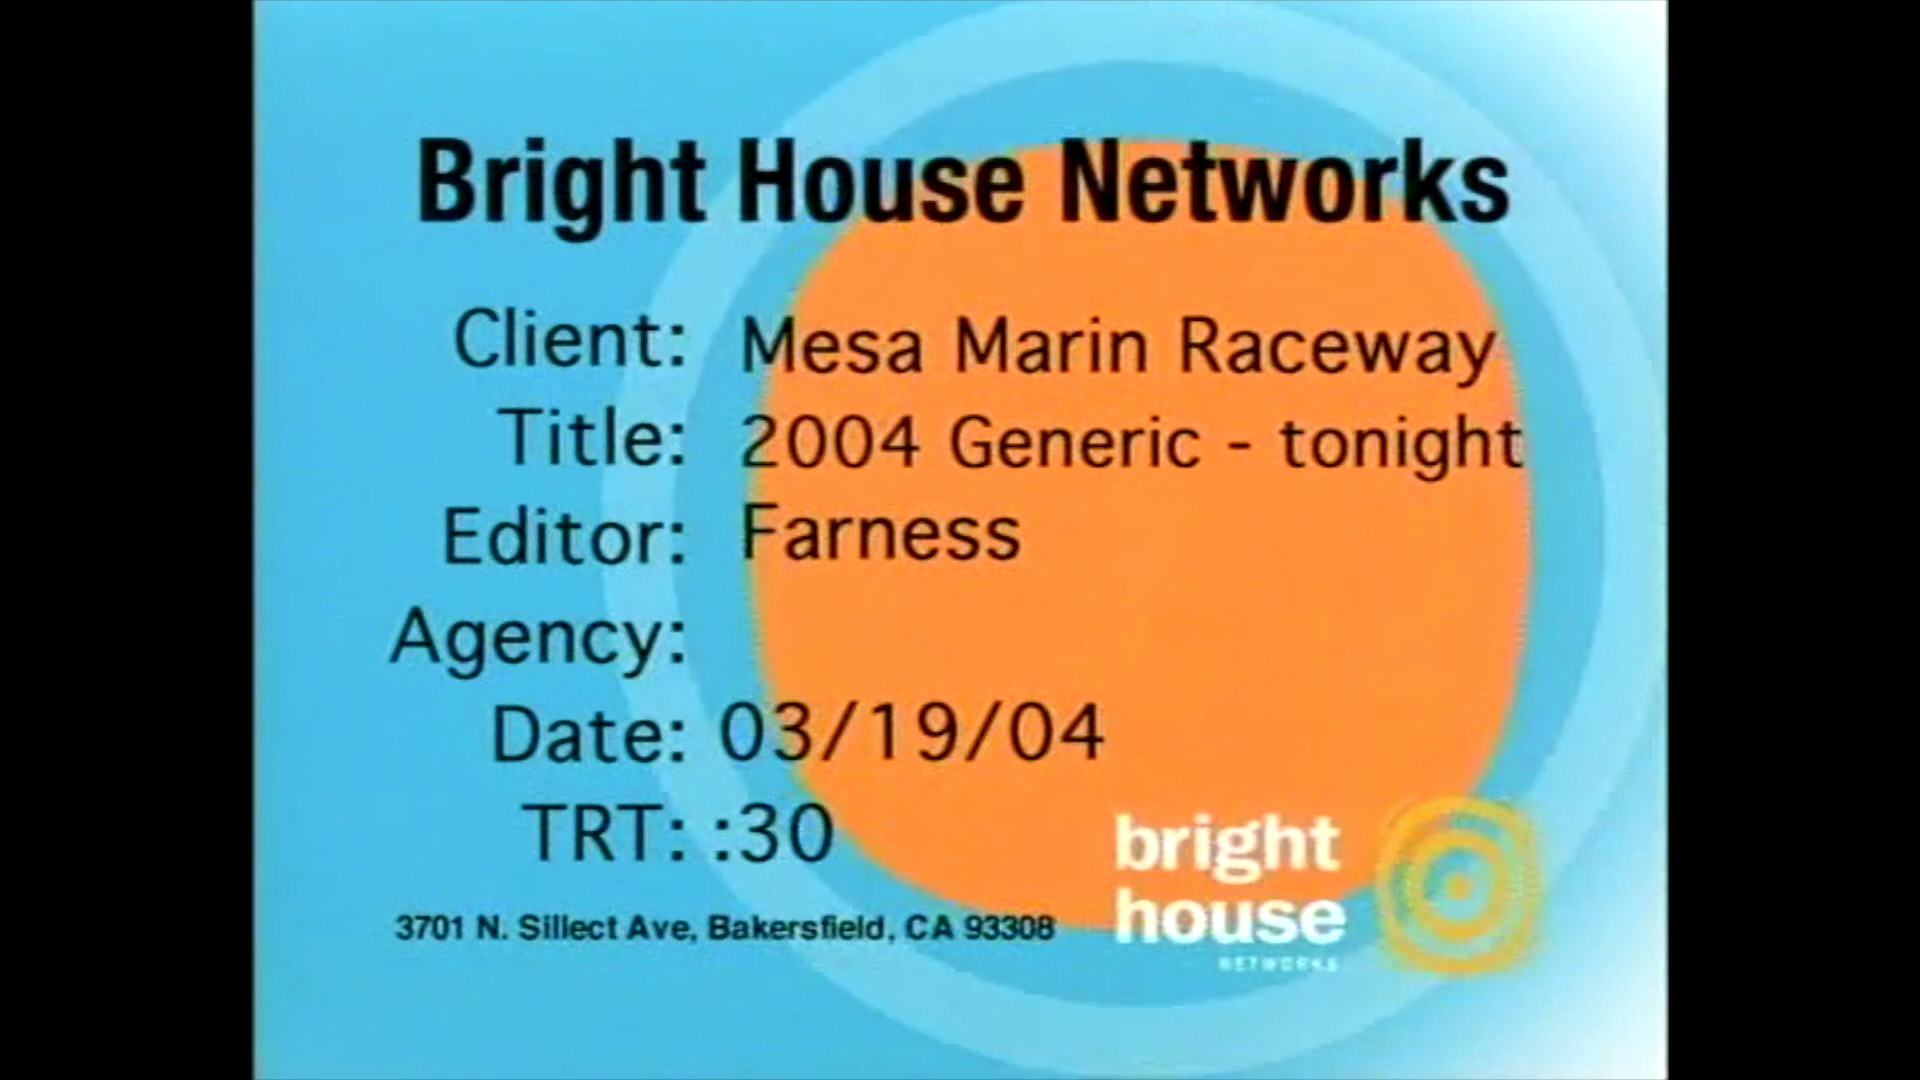 Bright House Networks
Client: Mesa Marin Raceway
Title: 2004 Generic - tonight
Editor: Farness
Agency:
Date: 03/19/04
TRT: :30
3701 N. Sillect Ave, Bakersfield, CA 93308
bright
house
NETWORKS